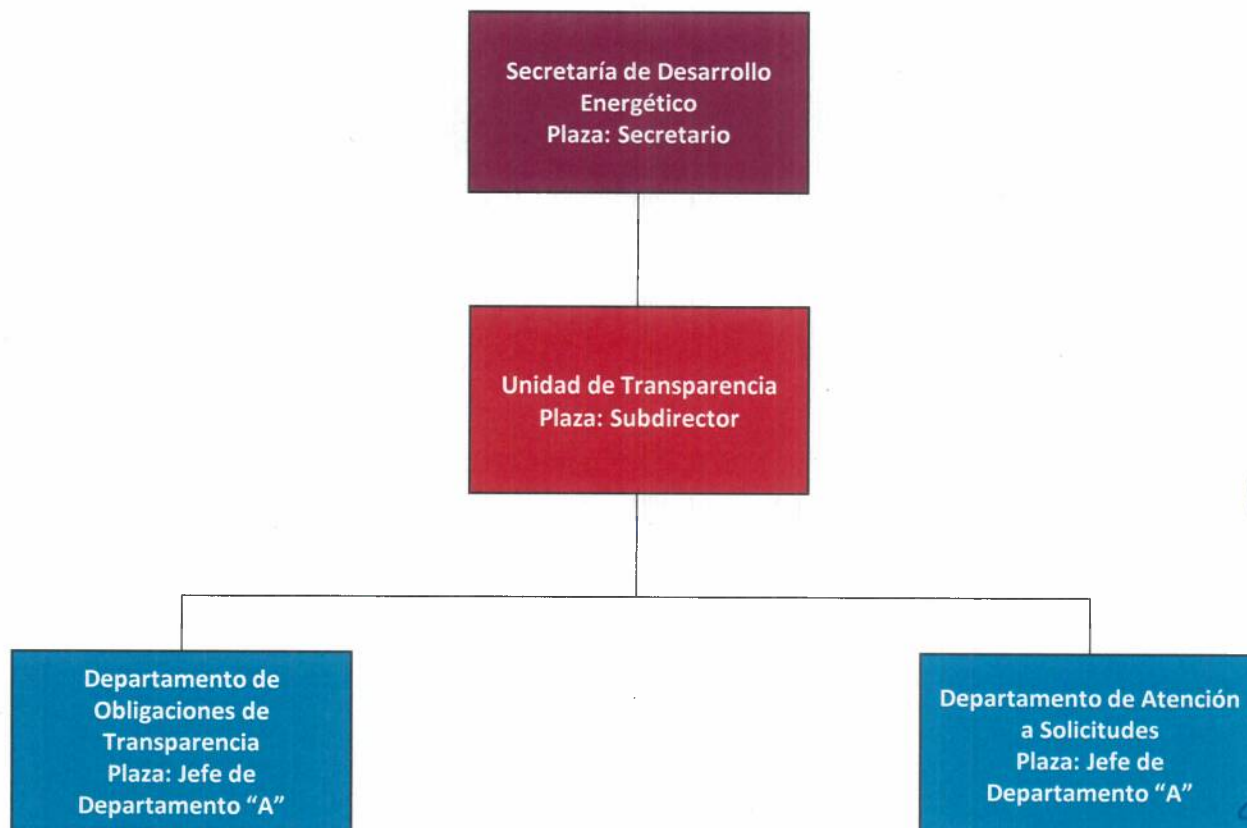 Secretaría de Desarrollo
Energético
Plaza: Secretario
Unidad de Transparencia
Plaza: Subdirector
Departamento de
Obligaciones de
Transparencia
Plaza: Jefe de
Departamento “A”
Departamento de Atención
a Solicitudes
Plaza: Jefe de
Departamento “A”